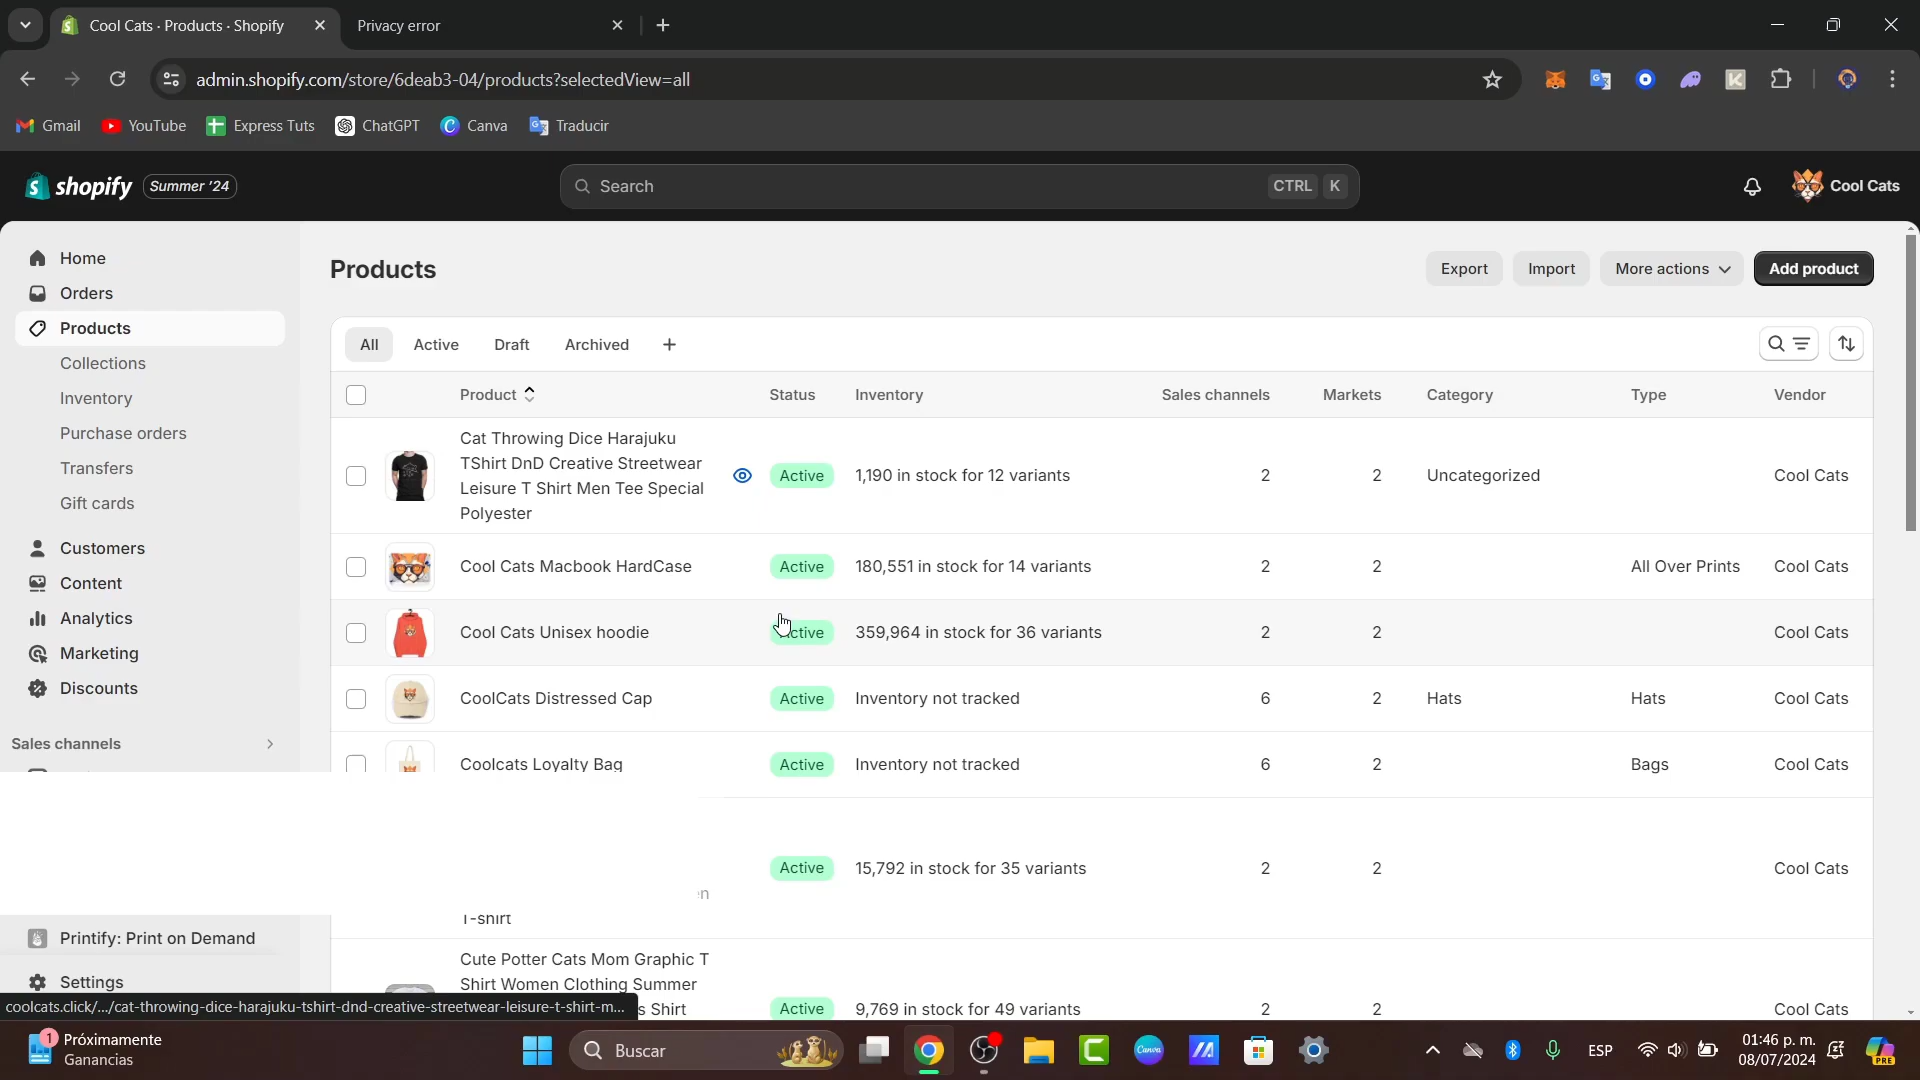 Cool Cats · Products · Shopify
Privacy error
admin.shopify.com/store/6deab3-04/products?selectedView=all
Gmail
YouTube
Express Tuts
ChatGPT
Canva
Traducir
shopify
Summer '24
Search
CTRL K
Cool Cats
Home
Orders
Products
Collections
Inventory
Purchase orders
Transfers
Gift cards
Customers
Content
Analytics
Marketing
Discounts
Sales channels
Printify: Print on Demand
Settings
Products
Export
Import
More actions
Add product
All
Active
Draft
Archived
Product Status Inventory Sales channels Markets Category Type Vendor
Cat Throwing Dice Harajuku
TShirt DnD Creative Streetwear
Leisure T Shirt Men Tee Special
Polyester
Active 1,190 in stock for 12 variants 2 2 Uncategorized Cool Cats
Cool Cats Macbook HardCase Active 180,551 in stock for 14 variants 2 2 All Over Prints Cool Cats
Cool Cats Unisex hoodie Active 359,964 in stock for 36 variants 2 2 Cool Cats
CoolCats Distressed Cap Active Inventory not tracked 6 2 Hats Hats Cool Cats
Coolcats Loyalty Bag Active Inventory not tracked 6 2 Bags Cool Cats
Active 15,792 in stock for 35 variants 2 2 Cool Cats
T-shirt
Cute Potter Cats Mom Graphic T
Shirt Women Clothing Summer
s Shirt
Active 9,769 in stock for 49 variants 2 2 Cool Cats
coolcats.click/.../cat-throwing-dice-harajuku-tshirt-dnd-creative-streetwear-leisure-t-shirt-m...
1
Próximamente
Ganancias
Buscar
Canva
ESP
01:46 p. m.
08/07/2024
PRE